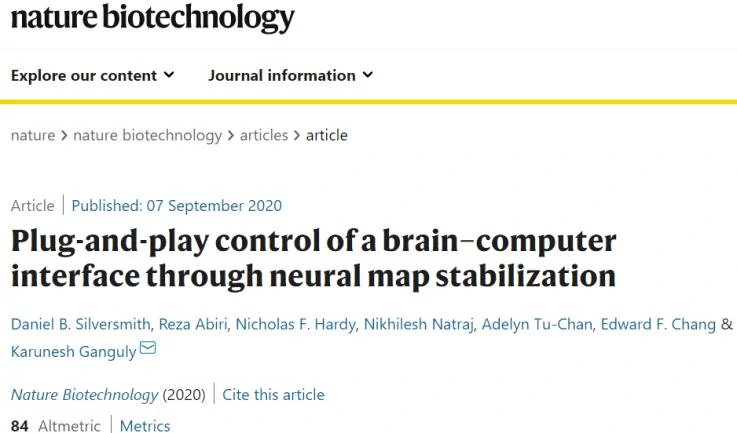 nature biotechnology
Explore our content Journal information
nature > nature biotechnology > articles > article
Article | Published: 07 September 2020
Plug-and-play control of a brain–computer
interface through neural map stabilization
Daniel B. Silversmith, Reza Abiri, Nicholas F. Hardy, Nikhilesh Natraj, Adelyn Tu-Chan, Edward F. Chang &
Karunesh Ganguly
Nature Biotechnology (2020) | Cite this article
84 Altmetric | Metrics